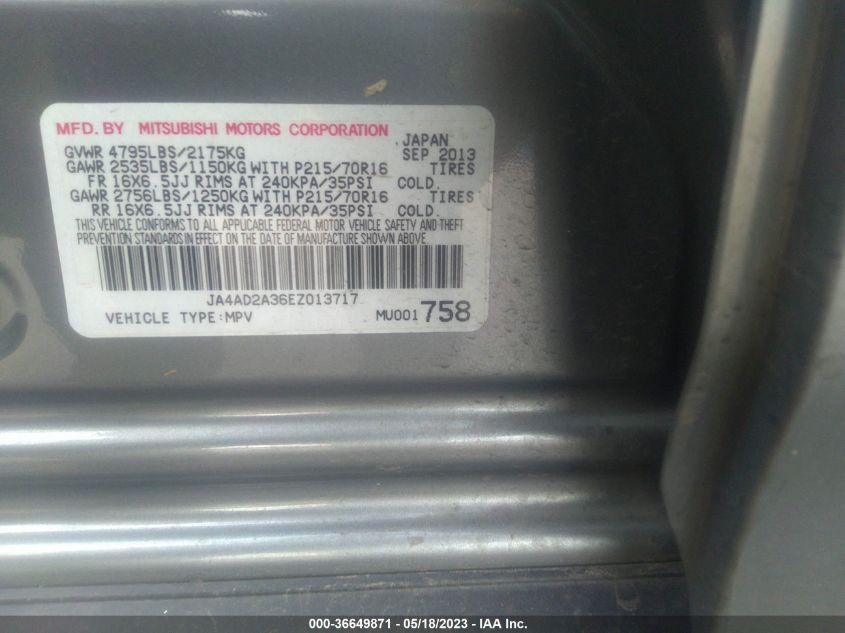 MFD. BY MITSUBISHI MOTORS CORPORATION
JAPAN
GVWR 4795LBS/2175KG SEP 2013
GAWR 2535LBS/1150KG WITH P215/70R16 TIRES
FR 16X6.5JJ RIMS AT 240KPA/35PSI COLD.
GAWR 2756LBS/1250KG WITH P215/70R16 TIRES
RR 16X6.5JJ RIMS AT 240KPA/35PSI COLD.
THIS VEHICLE CONFORMS TO ALL APPLICABLE FEDERAL MOTOR VEHICLE SAFETY AND THEFT
PREVENTION STANDARDS IN EFFECT ON THE DATE OF MANUFACTURE SHOWN ABOVE.
JA4AD2A36EZ013717
VEHICLE TYPE:MPV MU001758
000-36649871 - 05/18/2023 - IAA Inc.